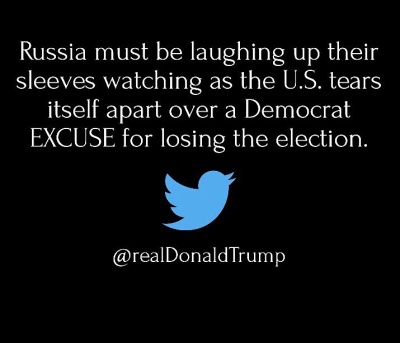 Russia must be laughing up their
sleeves watching as the U.S. tears
itself apart over a Democrat
EXCUSE for losing the election.
@realDonaldTrump